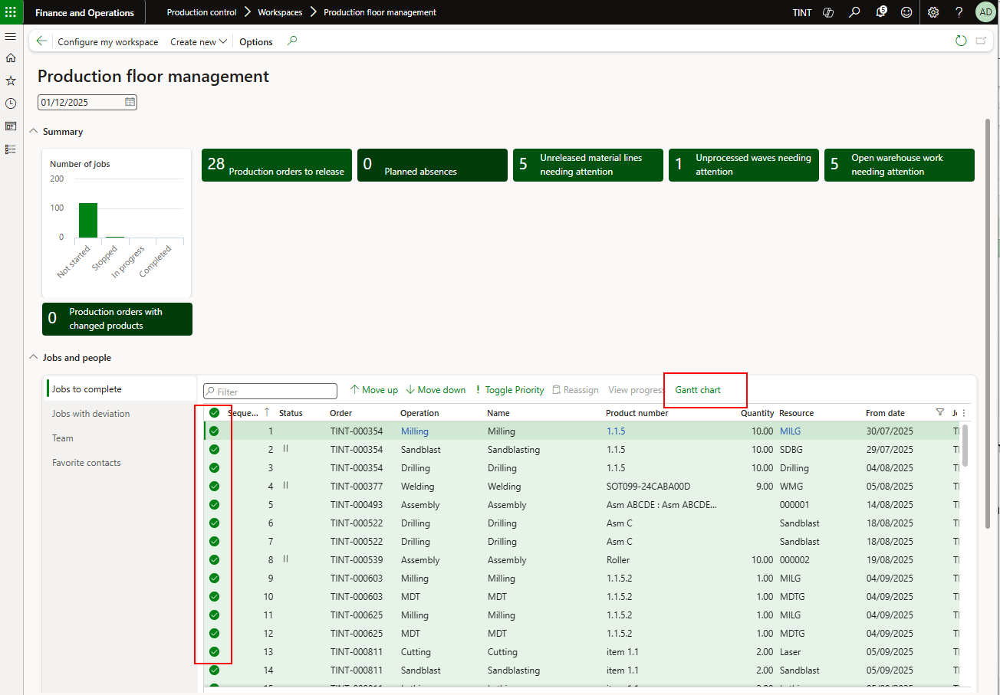 Finance and Operations Production control Workspaces Production floor management TINT 5 ? AD
Configure my workspace Create new Options
Production floor management
01/12/2025
Summary
Number of jobs
200
100
0
Not started
Stopped
In progress
Completed
28 Production orders to release
0 Planned absences
5 Unreleased material lines
needing attention
1 Unprocessed waves needing
attention
5 Open warehouse work
needing attention
0 Production orders with
changed products
Jobs and people
Jobs to complete
Jobs with deviation
Team
Favorite contacts
Filter Move up Move down ! Toggle Priority Reassign View progress Gantt chart
Seque... Status Order Operation Name Product number Quantity Resource From date
1 TINT-000354 Milling Milling 1.1.5 10.00 MILG 30/07/2025
2 TINT-000354 Sandblast Sandblasting 1.1.5 10.00 SDBG 29/07/2025
3 TINT-000354 Drilling Drilling 1.1.5 10.00 Drilling 04/08/2025
4 TINT-000377 Welding Welding SOT099-24CABA00D 9.00 WMG 05/08/2025
5 TINT-000493 Assembly Assembly Asm ABCDE : Asm ABCDE... 000001 14/08/2025
6 TINT-000522 Drilling Drilling Asm C Sandblast 18/08/2025
7 TINT-000522 Drilling Drilling Asm C Sandblast 18/08/2025
8 TINT-000539 Assembly Assembly Roller 10.00 000002 19/08/2025
9 TINT-000603 Milling Milling 1.1.5.2 1.00 MILG 04/09/2025
10 TINT-000603 MDT MDT 1.1.5.2 1.00 MDTG 04/09/2025
11 TINT-000625 Milling Milling 1.1.5.2 1.00 MILG 04/09/2025
12 TINT-000625 MDT MDT 1.1.5.2 1.00 MDTG 04/09/2025
13 TINT-000811 Cutting Cutting item 1.1 2.00 Laser 05/09/2025
14 TINT-000811 Sandblast Sandblasting item 1.1 2.00 Sandblast 05/09/2025